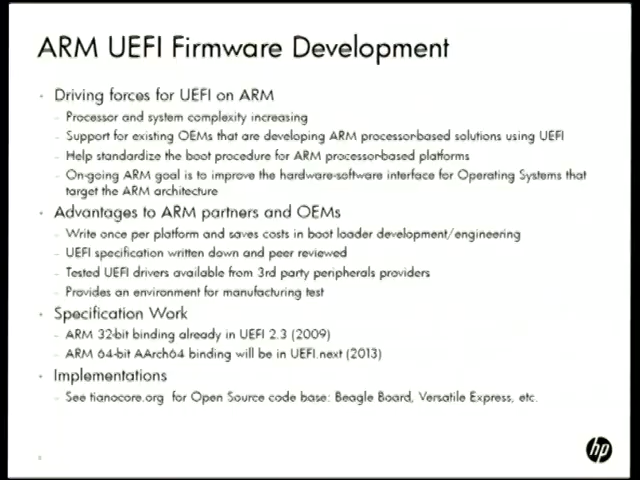 ARM UEFI Firmware Development
• Driving forces for UEFI on ARM
– Processor and system complexity increasing
– Support for existing OEMs that are developing ARM processor-based solutions using UEFI
– Help standardize the boot procedure for ARM processor-based platforms
– On-going ARM goal is to improve the hardware-software interface for Operating Systems that
target the ARM architecture
• Advantages to ARM partners and OEMs
– Write once per platform and saves costs in boot loader development/engineering
– UEFI specification written down and peer reviewed
– Tested UEFI drivers available from 3rd party peripherals providers
– Provides an environment for manufacturing test
• Specification Work
– ARM 32-bit binding already in UEFI 2.3 (2009)
– ARM 64-bit AArch64 binding will be in UEFI.next (2013)
• Implementations
– See tianocore.org for Open Source code base: Beagle Board, Versatile Express, etc.
hp